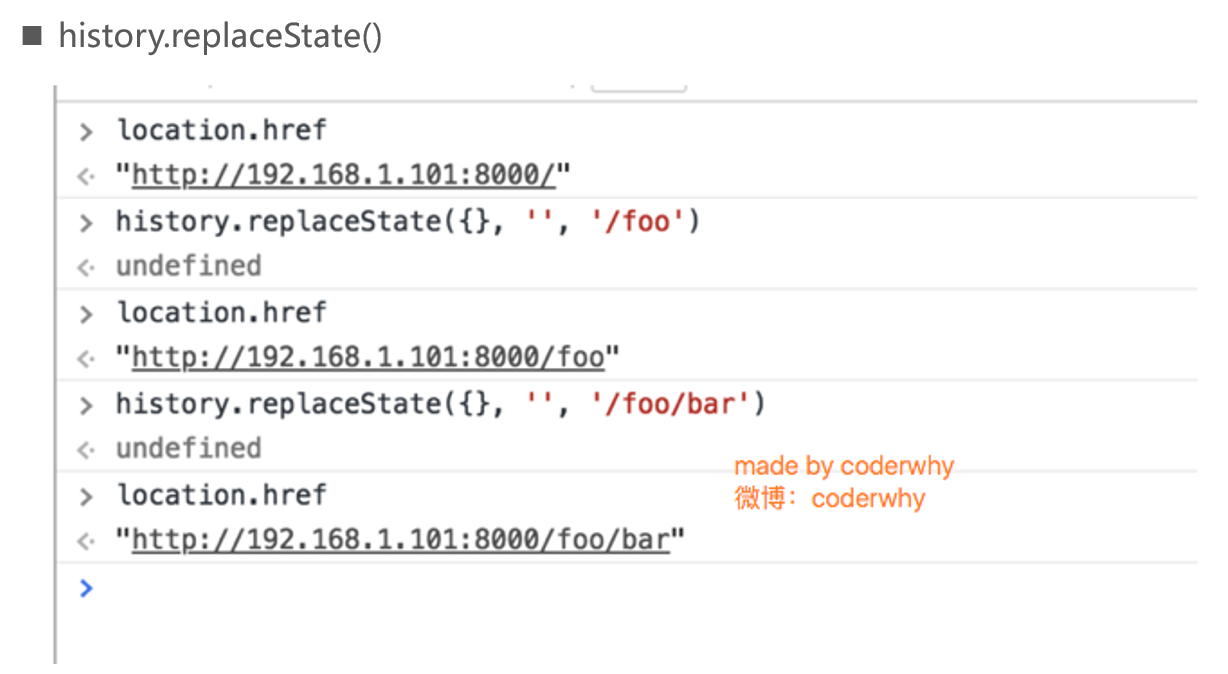 ■ history.replaceState()
> location.href
< "http://192.168.1.101:8000/"
> history.replaceState({}, '', '/foo')
< undefined
> location.href
< "http://192.168.1.101:8000/foo"
> history.replaceState({}, '', '/foo/bar')
< undefined
made by coderwhy
> location.href
微博：coderwhy
< "http://192.168.1.101:8000/foo/bar"
>